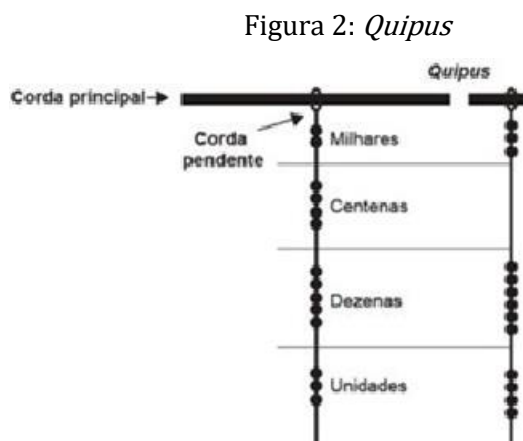 Figura 2: Quipus
Quipus
Corda principal→
Corda
pendente
Milhares
Centenas
Dezenas
Unidades